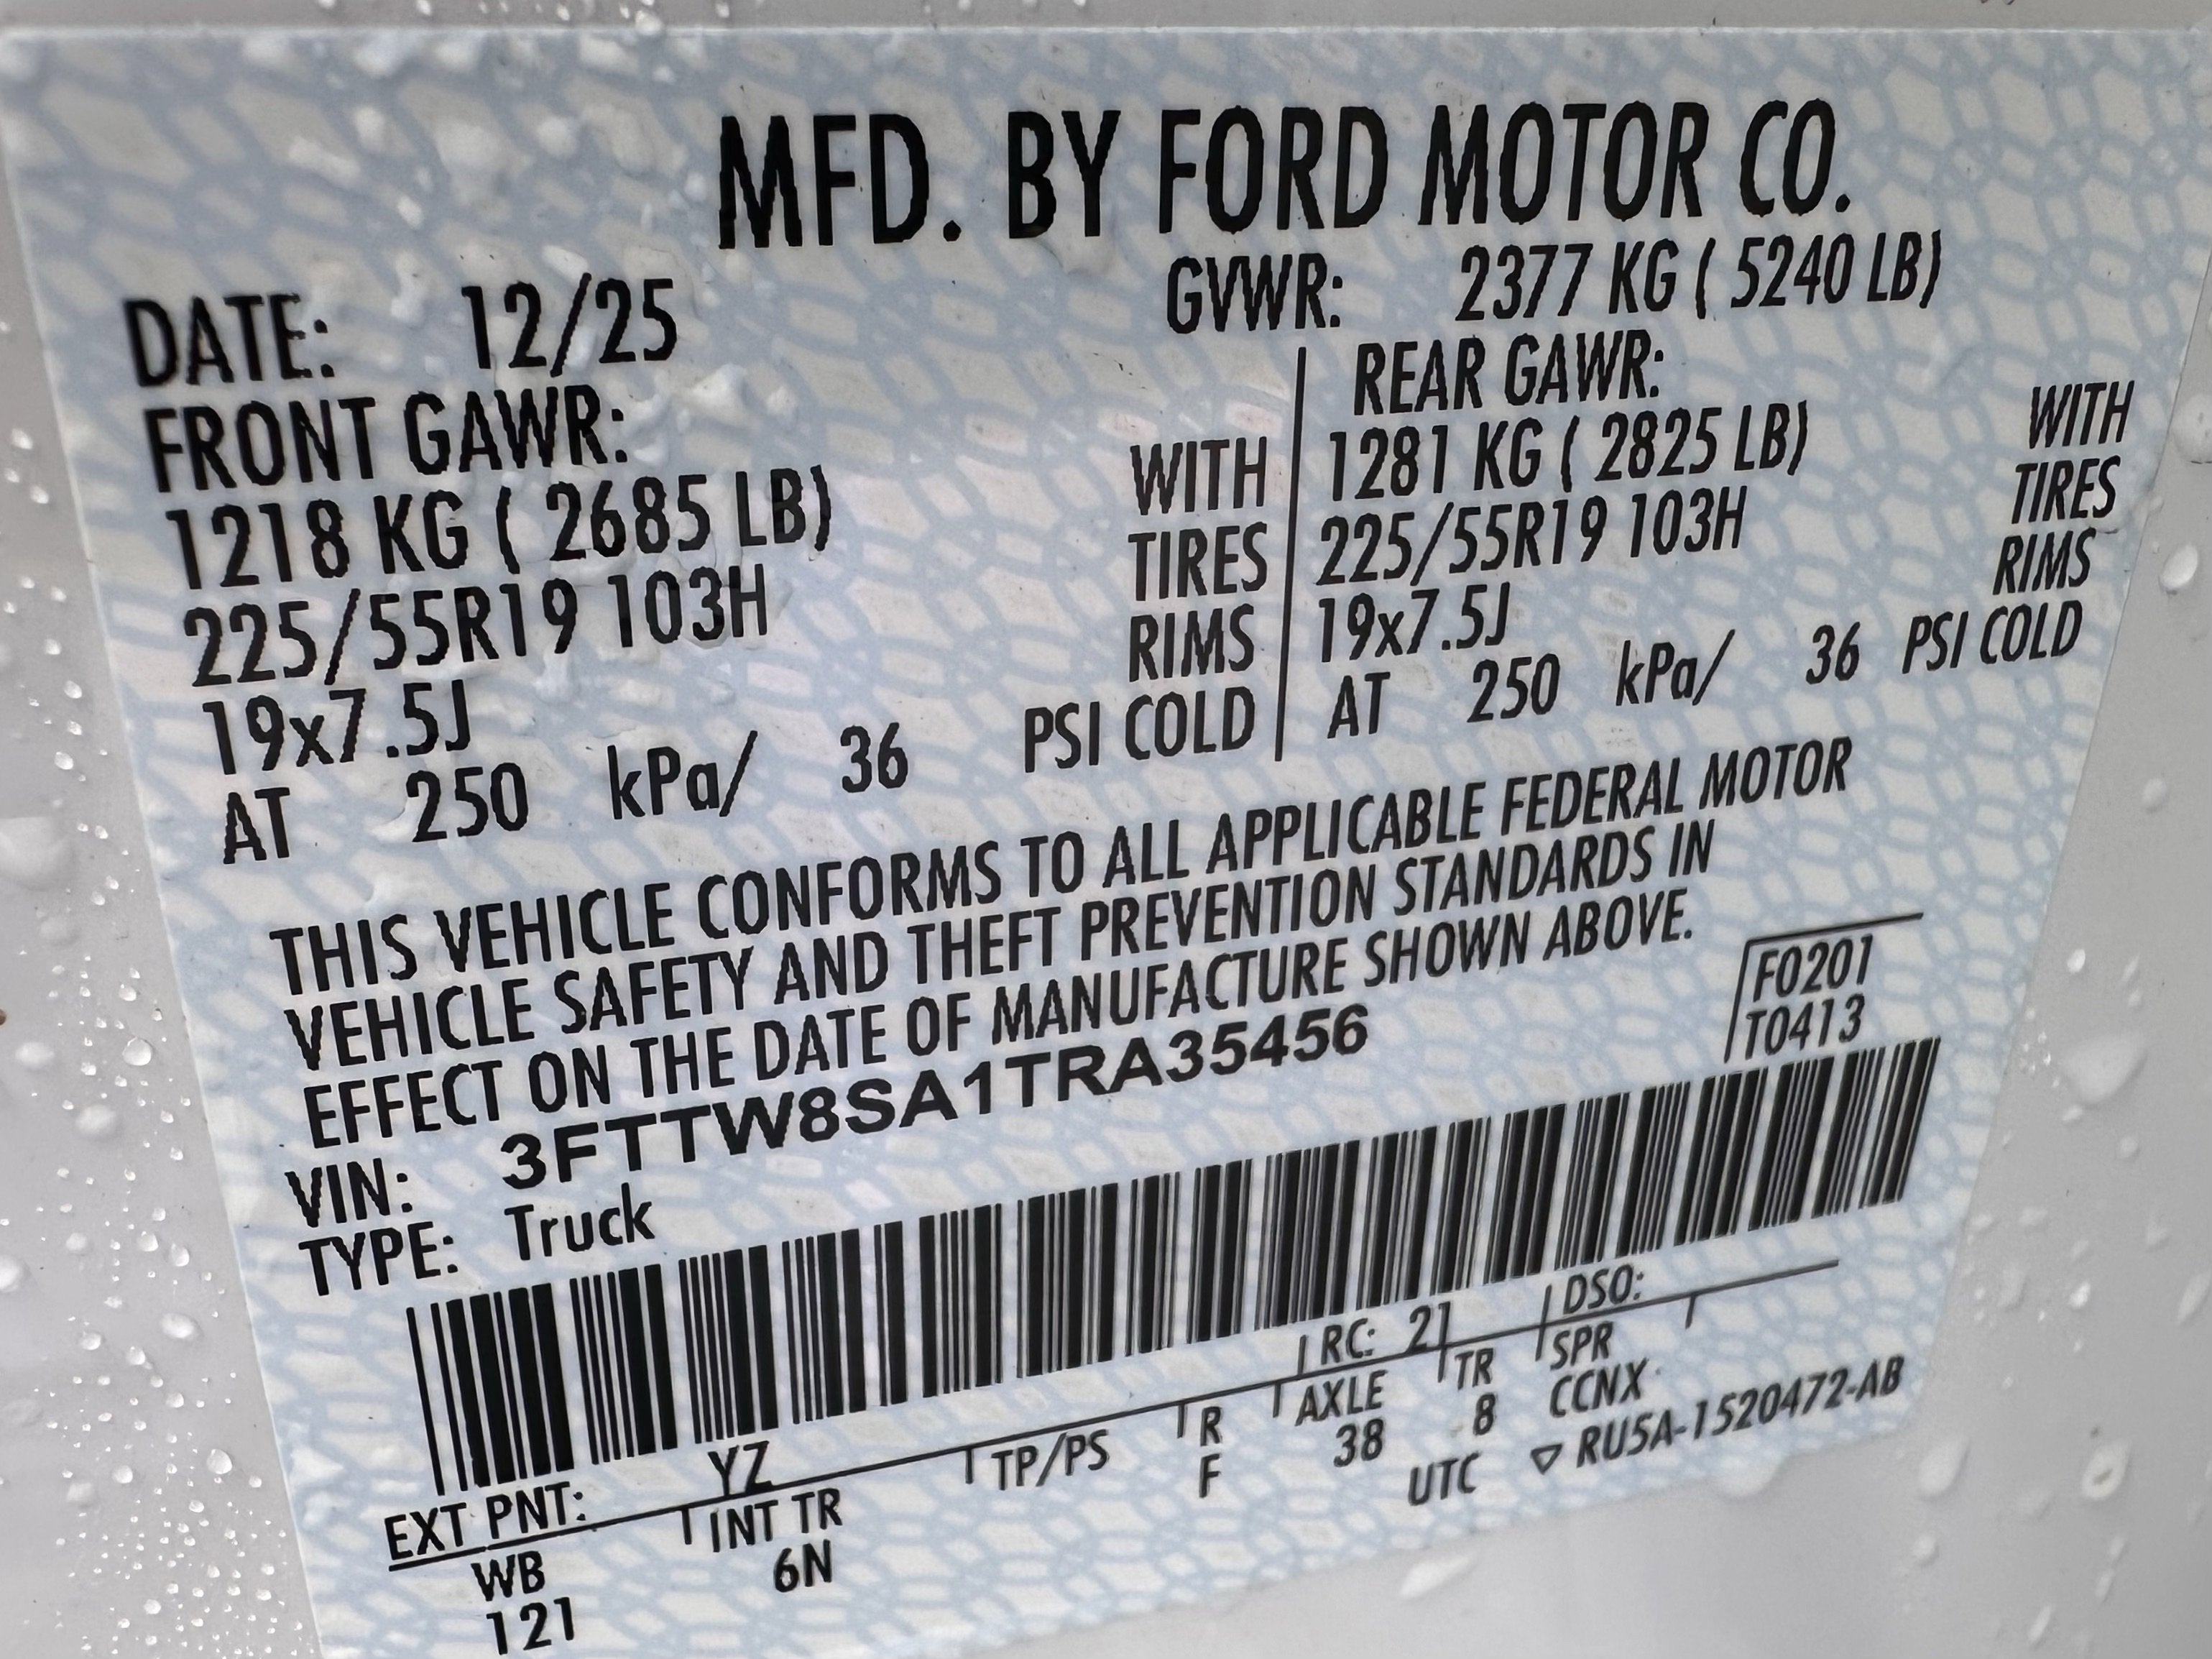 MFD. BY FORD MOTOR CO.
DATE: 12/25 GVWR: 2377 KG ( 5240 LB)
FRONT GAWR: REAR GAWR:
1218 KG ( 2685 LB) WITH 1281 KG ( 2825 LB) WITH
225/55R19 103H TIRES 225/55R19 103H TIRES
19x7.5J RIMS 19x7.5J RIMS
AT 250 kPa/ 36 PSI COLD AT 250 kPa/ 36 PSI COLD
THIS VEHICLE CONFORMS TO ALL APPLICABLE FEDERAL MOTOR
VEHICLE SAFETY AND THEFT PREVENTION STANDARDS IN
EFFECT ON THE DATE OF MANUFACTURE SHOWN ABOVE.
F0201
VIN: 3FTTW8SA1TRA35456 T0413
TYPE: Truck
EXT PNT: YZ RC: 21 DSO:
WB INT TR TP/PS R AXLE TR SPR
121 6N F 38 8 CCNX
UTC ▽ RU5A-1520472-AB